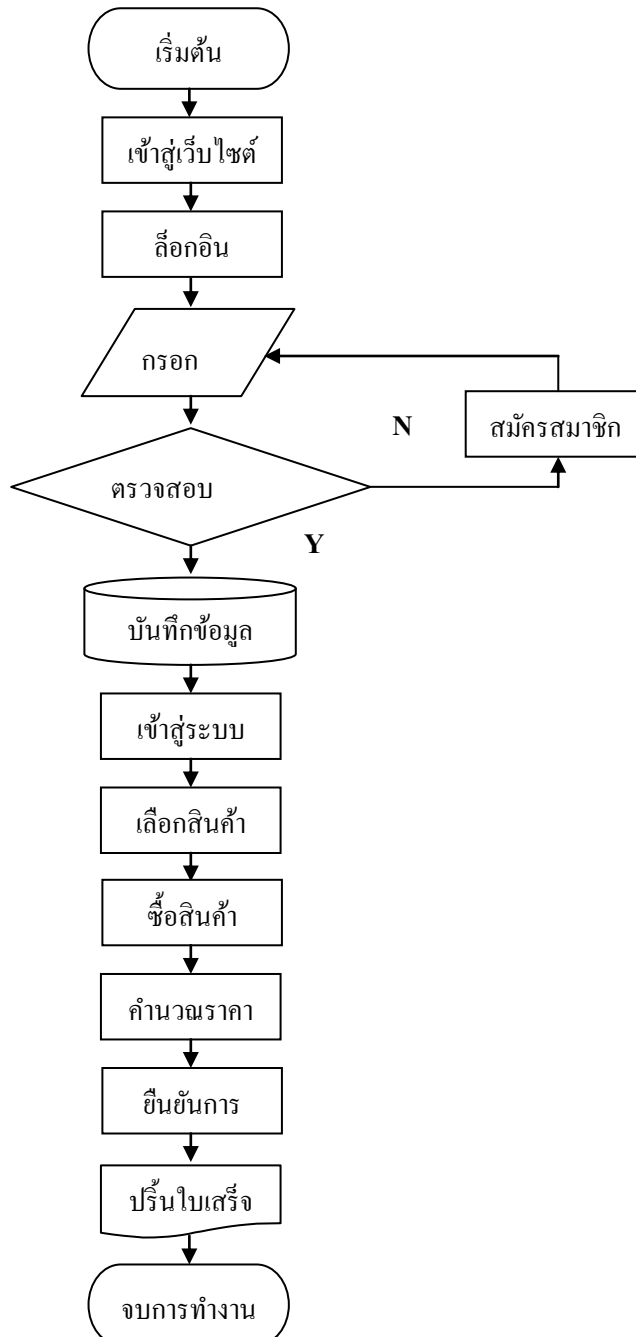 เริ่มต้น
เข้าสู่เว็บไซต์
ล็อกอิน
กรอก
N
สมัครสมาชิก
ตรวจสอบ
Y
บันทึกข้อมูล
เข้าสู่ระบบ
เลือกสินค้า
ซื้อสินค้า
คำนวณราคา
ยืนยันการ
ปริ้นใบเสร็จ
จบการทำงาน